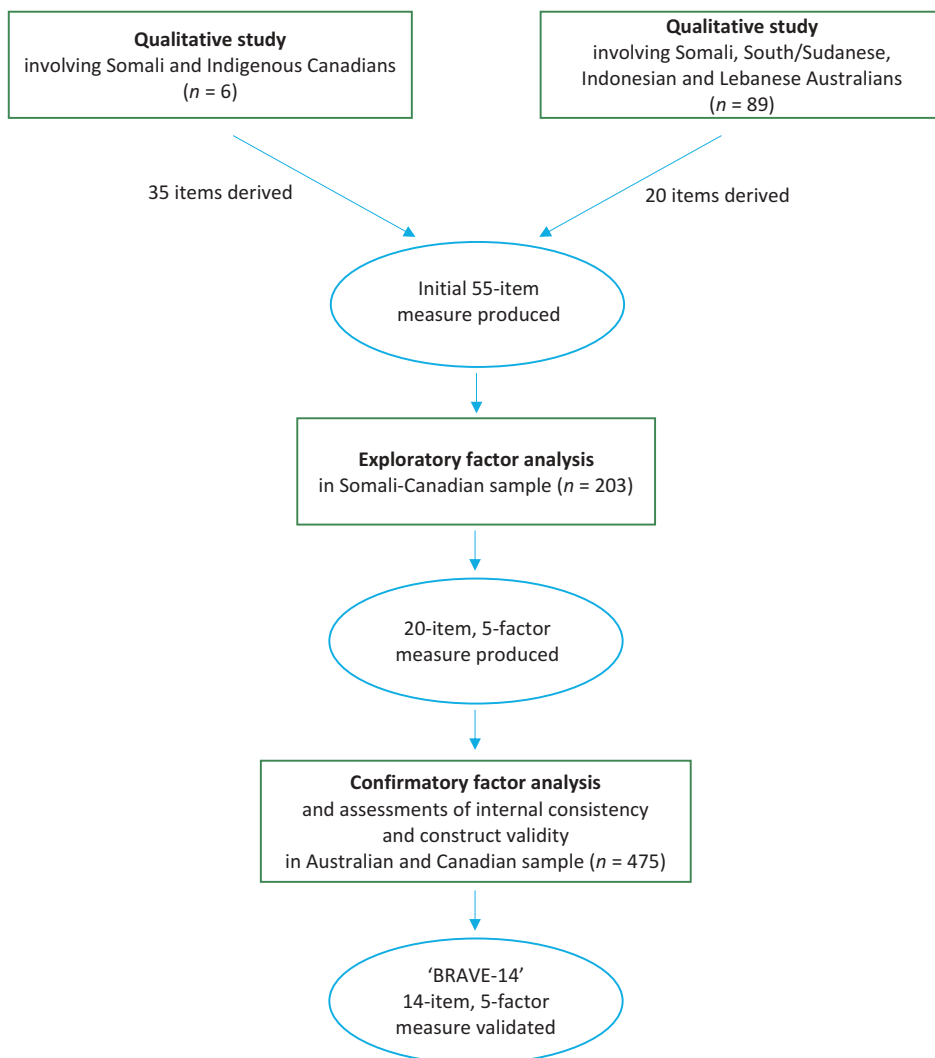 Qualitative study
involving Somali and Indigenous Canadians
(n = 6)
Qualitative study
involving Somali, South/Sudanese,
Indonesian and Lebanese Australians
(n = 89)
35 items derived
20 items derived
Initial 55-item
measure produced
Exploratory factor analysis
in Somali-Canadian sample (n = 203)
20-item, 5-factor
measure produced
Confirmatory factor analysis
and assessments of internal consistency
and construct validity
in Australian and Canadian sample (n = 475)
‘BRAVE-14’
14-item, 5-factor
measure validated